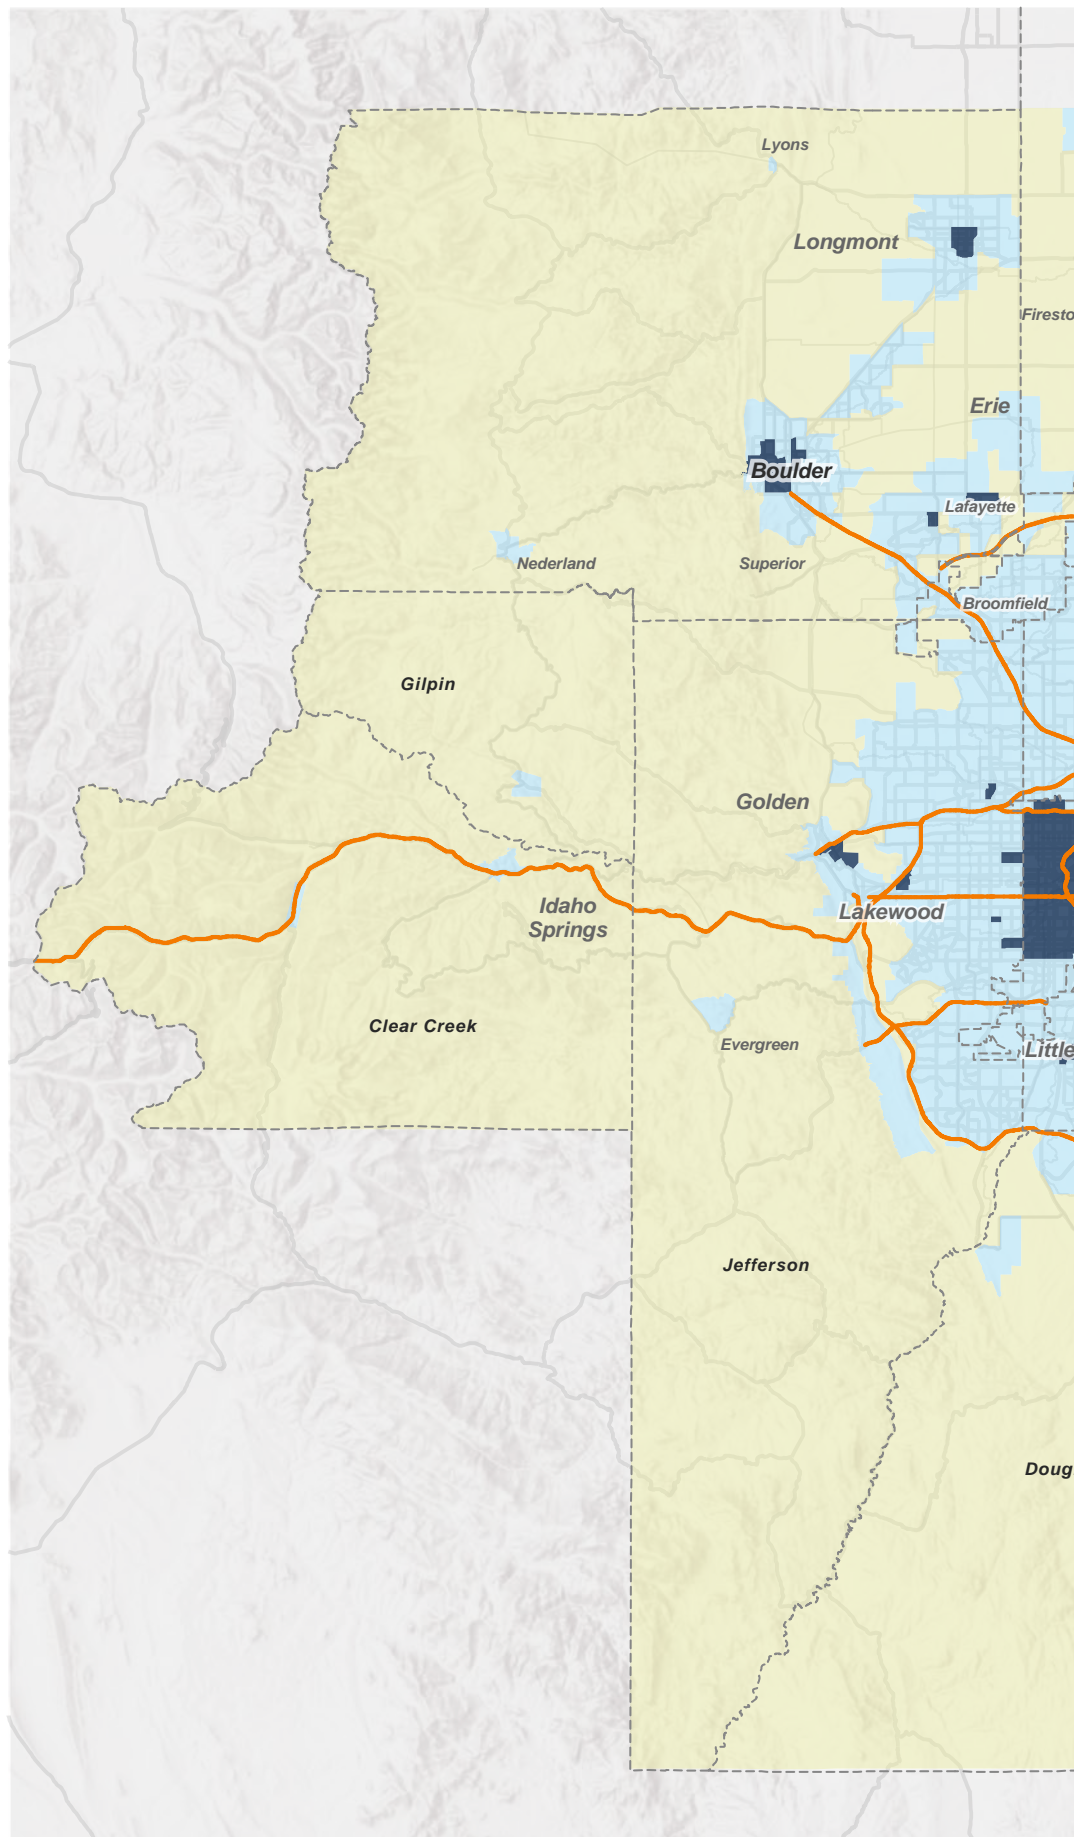 Lyons
Longmont
Firesto
Erie
Boulder
Lafayette
Nederland
Superior
Broomfield
Gilpin
Golden
Idaho
Springs
Lakewood
Clear Creek
Evergreen
Little
Jefferson
Doug